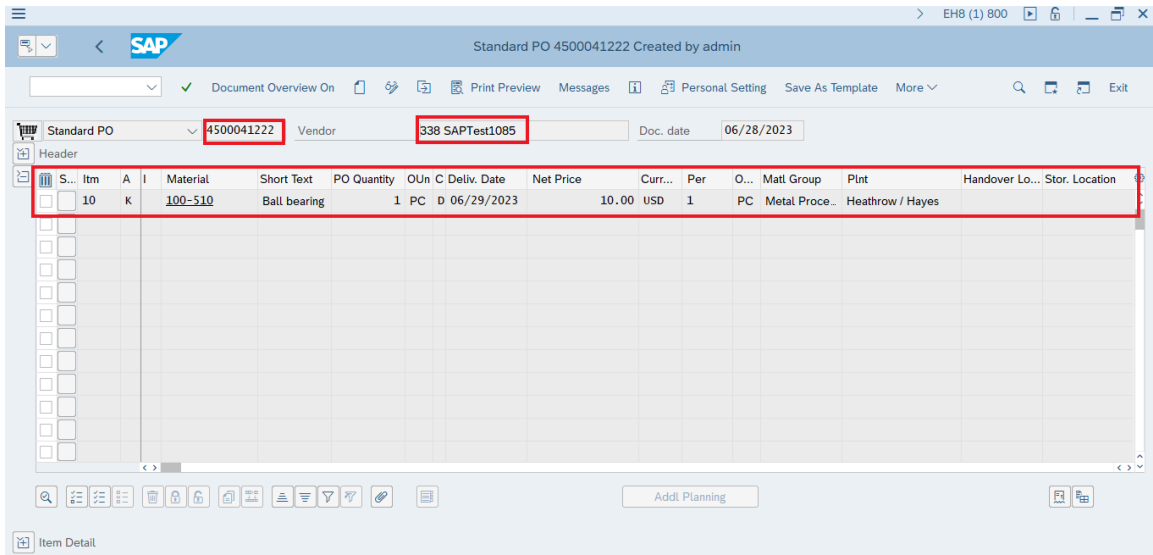 EH8 (1) 800
SAP
Standard PO 4500041222 Created by admin
Document Overview On Print Preview Messages Personal Setting Save As Template More Exit
Standard PO 4500041222 Vendor 338 SAPTest1085 Doc. date 06/28/2023
Header
S... Itm A I Material Short Text PO Quantity OUn C Deliv. Date Net Price Curr... Per O... Matl Group Plnt Handover Lo... Stor. Location
10 K 100-510 Ball bearing 1 PC D 06/29/2023 10.00 USD 1 PC Metal Proce... Heathrow / Hayes
Addl Planning
Item Detail